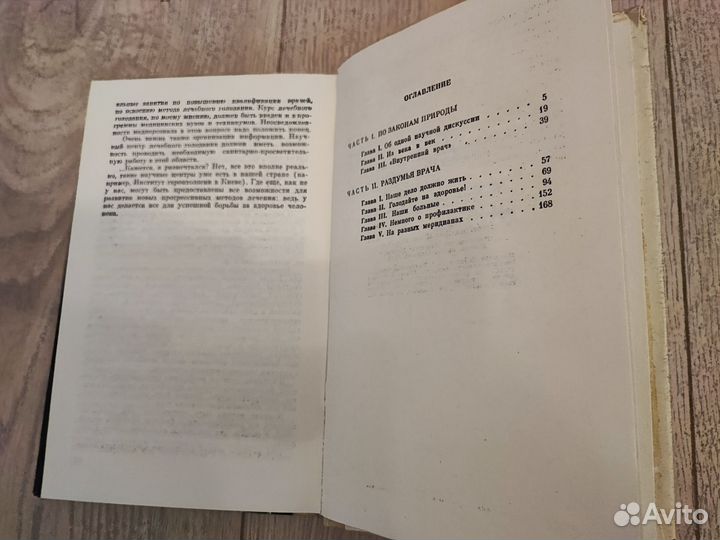 альные занятия по повышению квалификации врачей,
по освоению метода лечебного голодания. Курс лечебного
голодания, по моему мнению, должен быть введен и в про-
граммы медицинских вузов и техникумов. Неосведомлен-
ности медперсонала в этом вопросе надо положить конец.
Очень важна также организация информации. Науч-
ный центр лечебного голодания должен иметь возмож-
ность проводить необходимую санитарно-просветитель-
ную работу в этой области.
...Кажется, я размечтался? Нет, все это вполне реаль-
но, такие научные центры уже есть в нашей стране (на-
пример, Институт геронтологии в Киеве). Где еще, как не
у нас, могут быть предоставлены все возможности для
развития новых прогрессивных методов лечения: ведь у
нас делается все для успешной борьбы за здоровье чело-
века.
ОГЛАВЛЕНИЕ
ЧАСТЬ I. ПО ЗАКОНАМ ПРИРОДЫ
Глава I. Об одной научной дискуссии 5
Глава II. Из века в век 19
Глава III. «Внутренний врач» 39
ЧАСТЬ II. РАЗДУМЬЯ ВРАЧА
Глава I. Наше дело должно жить 57
Глава II. Голодайте на здоровье! 69
Глава III. Наши больные 94
Глава IV. Немного о профилактике 152
Глава V. На разных меридианах 168
Avito